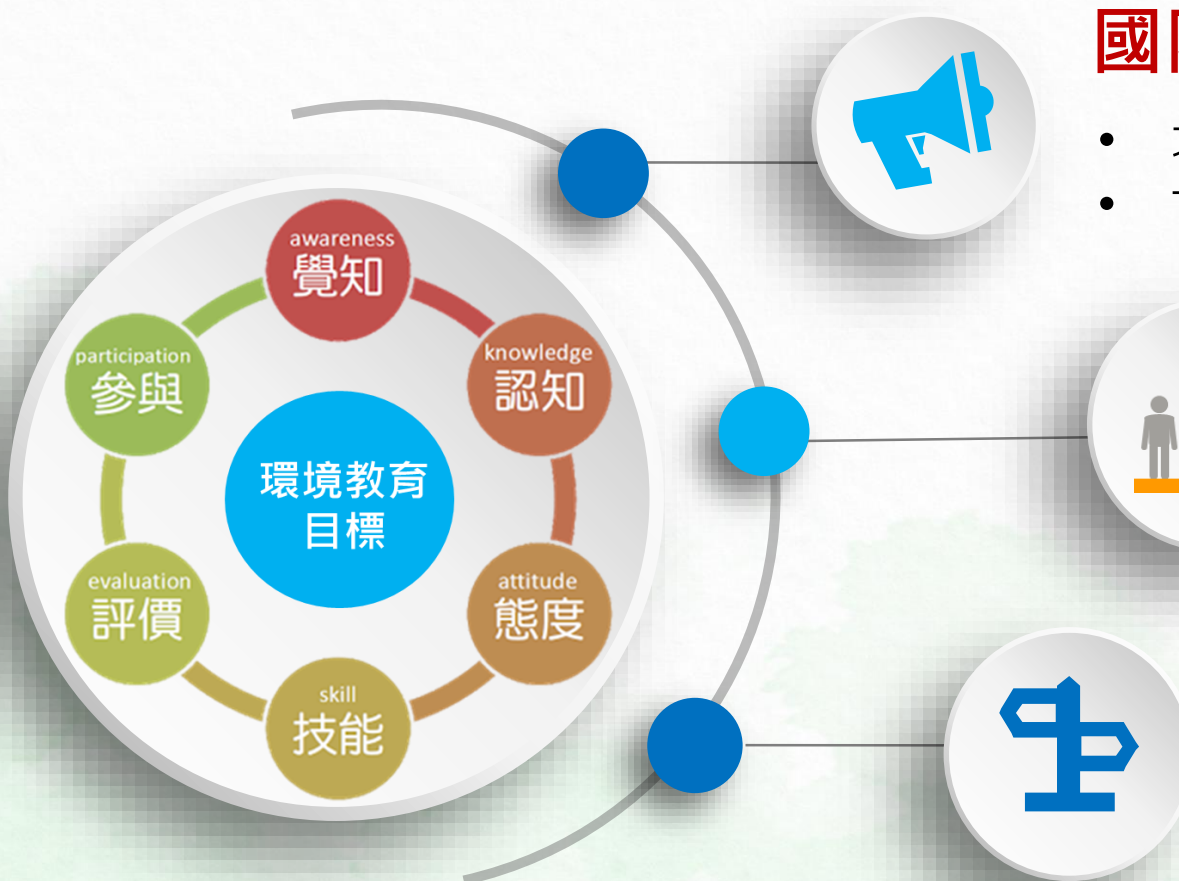 國
awareness
覺知
knowledge
認知
attitude
態度
skill
技能
evaluation
評價
participation
參與
環境教育
目標